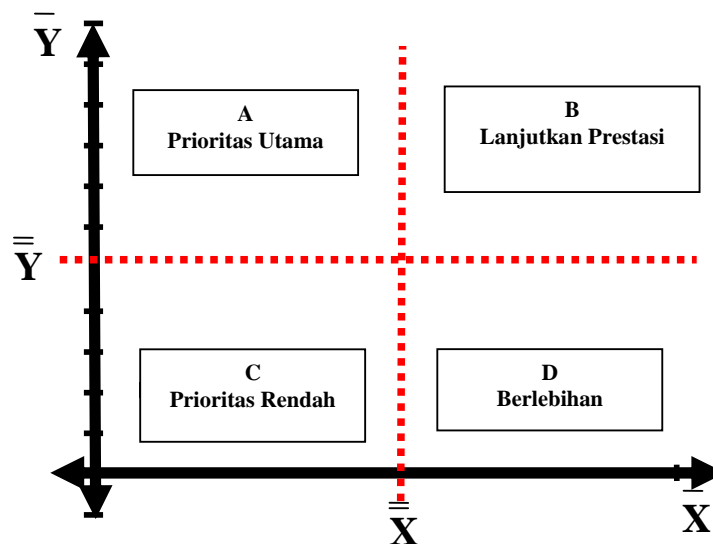 Y̅
A
Prioritas Utama
B
Lanjutkan Prestasi
Y̿
C
Prioritas Rendah
D
Berlebihan
X̿
X̅